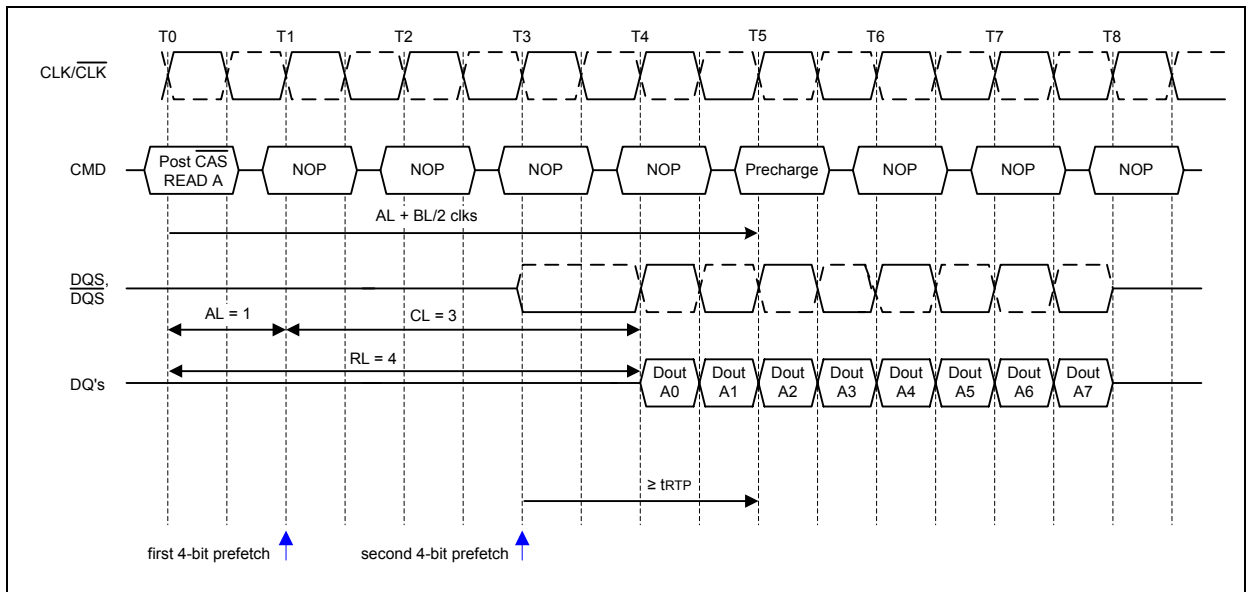 T0 T1 T2 T3 T4 T5 T6 T7 T8
CLK/CLK
CMD
Post CAS
READ A
NOP NOP NOP NOP Precharge NOP NOP NOP
AL + BL/2 clks
DQS,
DQS
AL = 1
CL = 3
RL = 4
DQ's
Dout Dout Dout Dout Dout Dout Dout Dout
A0 A1 A2 A3 A4 A5 A6 A7
≥ tRTP
first 4-bit prefetch
second 4-bit prefetch